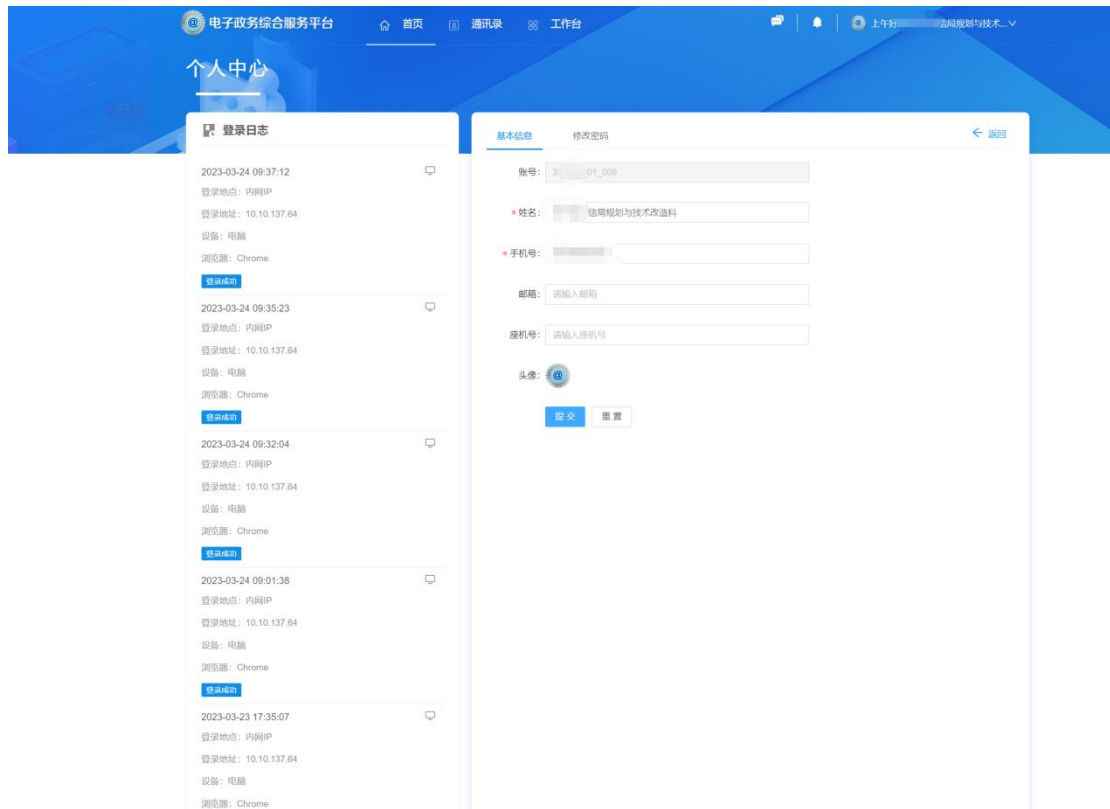 电子政务综合服务平台 首页 通讯录 工作台 上午好 信局规划与技术...
个人中心
登录日志
2023-03-24 09:37:12
登录地点：内网IP
登录地址：10.10.137.64
设备：电脑
浏览器：Chrome
登录成功
2023-03-24 09:35:23
登录地点：内网IP
登录地址：10.10.137.64
设备：电脑
浏览器：Chrome
登录成功
2023-03-24 09:32:04
登录地点：内网IP
登录地址：10.10.137.64
设备：电脑
浏览器：Chrome
登录成功
2023-03-24 09:01:38
登录地点：内网IP
登录地址：10.10.137.64
设备：电脑
浏览器：Chrome
登录成功
2023-03-23 17:35:07
登录地点：内网IP
登录地址：10.10.137.64
设备：电脑
浏览器：Chrome
基本信息 修改密码 返回
账号： 3 01_009
*姓名： 信局规划与技术改造科
*手机号：
邮箱： 请输入邮箱
座机号： 请输入座机号
头像：
提交 重置